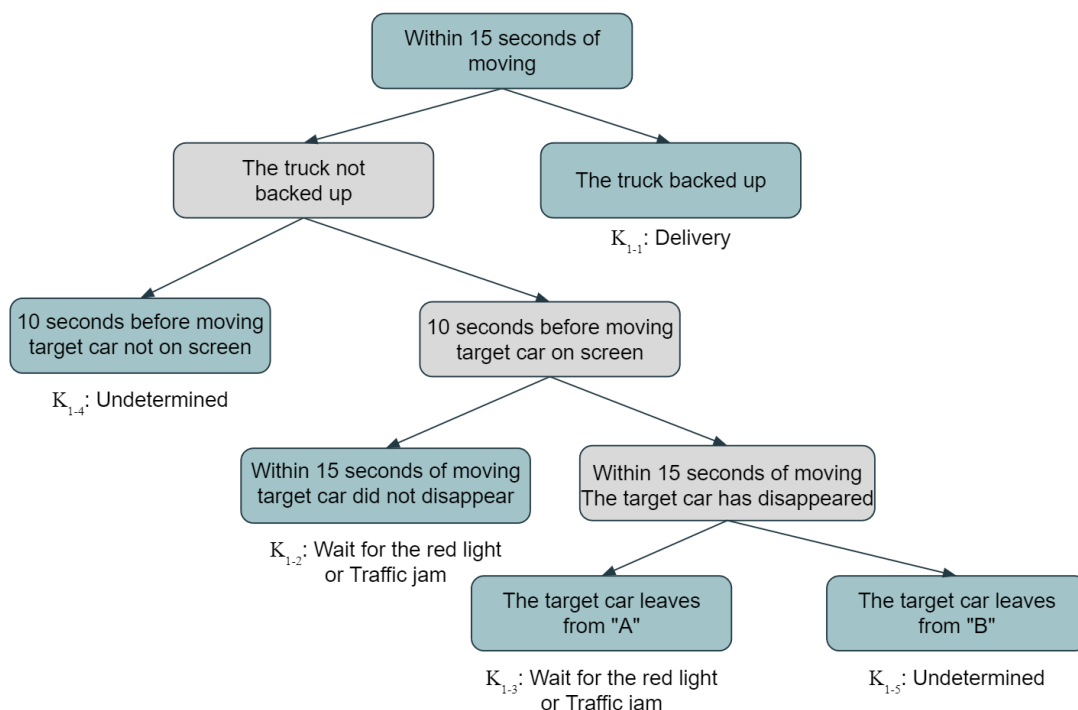 Within 15 seconds of
moving
The truck not
backed up
The truck backed up
K1-1: Delivery
10 seconds before moving
target car not on screen
10 seconds before moving
target car on screen
K1-4: Undetermined
Within 15 seconds of moving
target car did not disappear
Within 15 seconds of moving
The target car has disappeared
K1-2: Wait for the red light
or Traffic jam
The target car leaves
from "A"
The target car leaves
from "B"
K1-3: Wait for the red light
or Traffic jam
K1-5: Undetermined